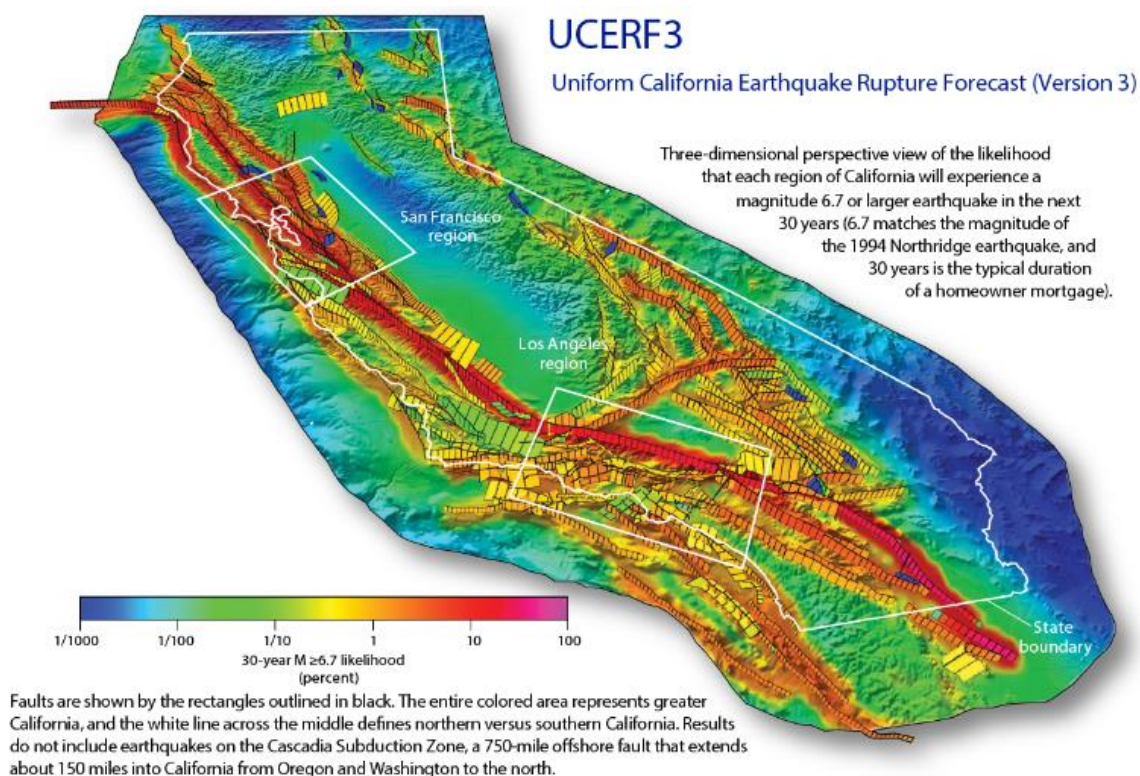 UCERF3
Uniform California Earthquake Rupture Forecast (Version 3)
Three-dimensional perspective view of the likelihood
that each region of California will experience a
magnitude 6.7 or larger earthquake in the next
30 years (6.7 matches the magnitude of
the 1994 Northridge earthquake, and
30 years is the typical duration
of a homeowner mortgage).
San Francisco
region
Los Angeles
region
State
boundary
1/1000 1/100 1/10 1 10 100
30-year M ≥6.7 likelihood
(percent)
Faults are shown by the rectangles outlined in black. The entire colored area represents greater
California, and the white line across the middle defines northern versus southern California. Results
do not include earthquakes on the Cascadia Subduction Zone, a 750-mile offshore fault that extends
about 150 miles into California from Oregon and Washington to the north.